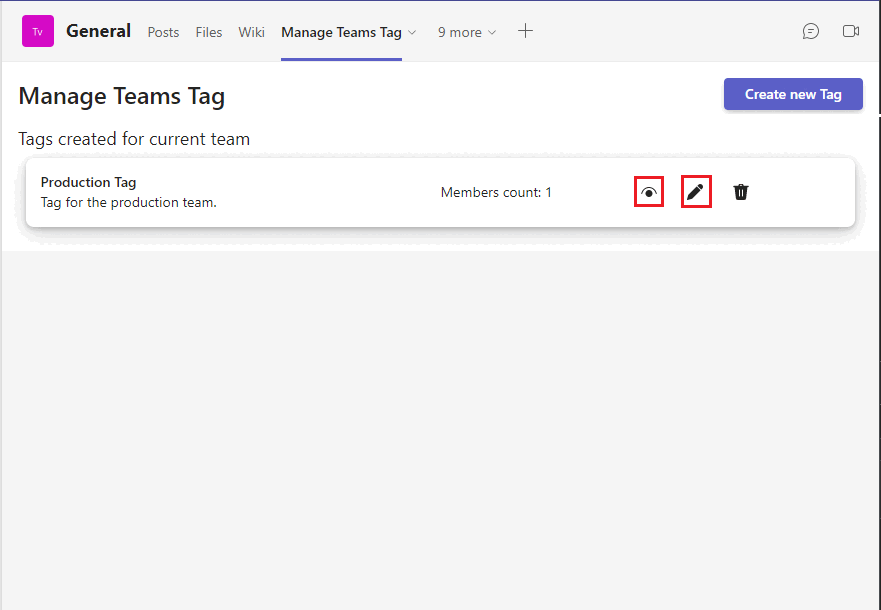 Tv General Posts Files Wiki Manage Teams Tag 9 more
Manage Teams Tag
Create new Tag
Tags created for current team
Production Tag
Tag for the production team.
Members count: 1